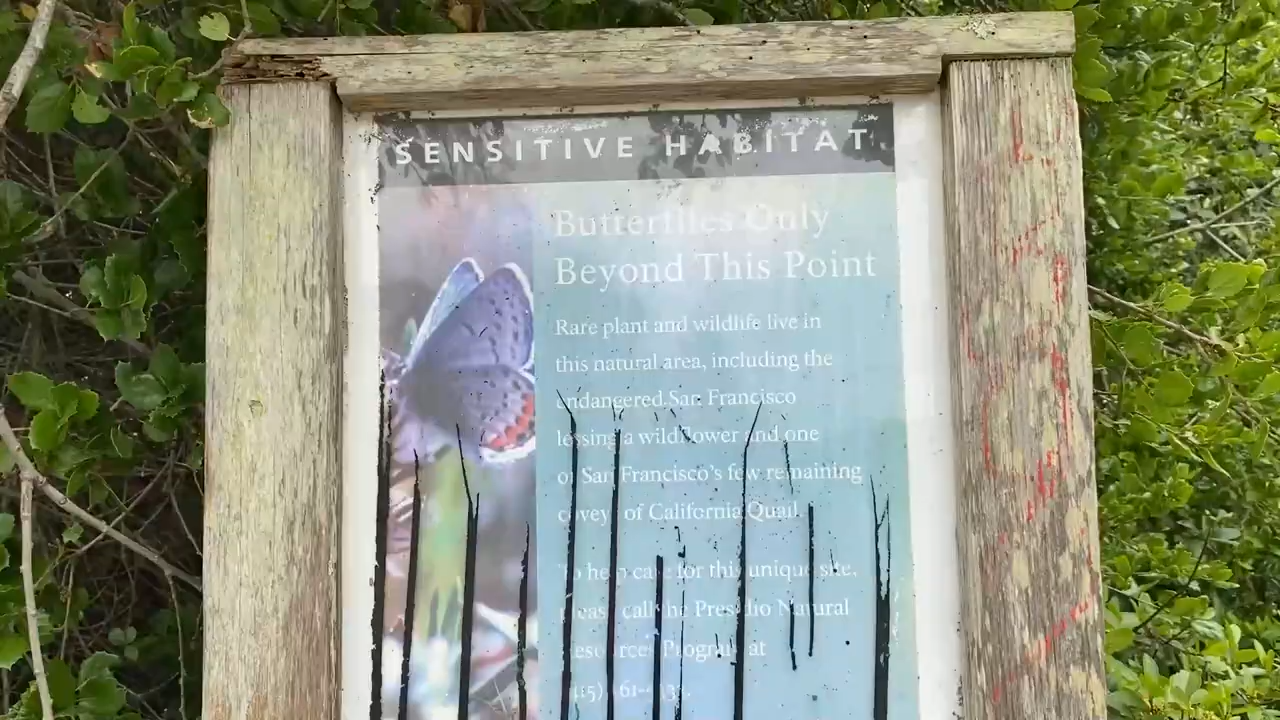 SENSITIVE HABITAT
Butterflies Only
Beyond This Point
Rare plant and wildlife live in
this natural area, including the
endangered San Francisco
lessingia wildflower and one
of San Francisco's few remaining
covey of California Quail.
To help care for this unique site,
please call the Presidio Natural
Resources Program at